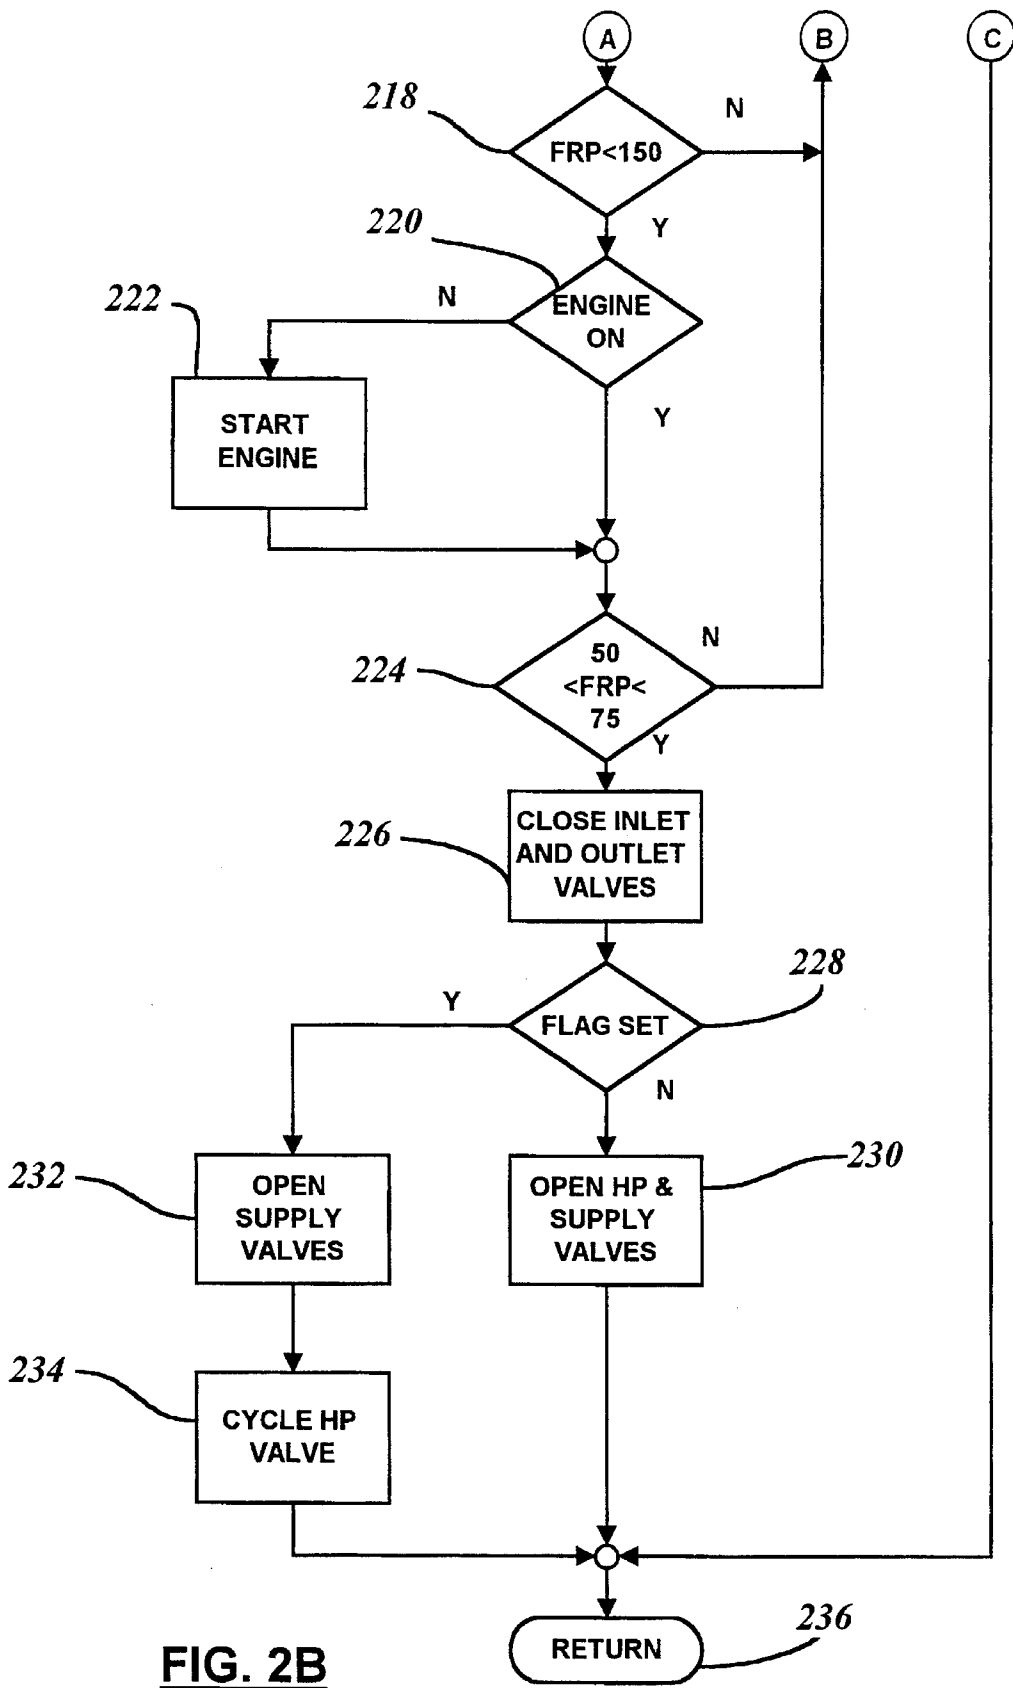 A
B
C
218
FRP<150
N
Y
220
ENGINE
ON
N
Y
222
START
ENGINE
224
50
<FRP<
75
N
Y
226
CLOSE INLET
AND OUTLET
VALVES
228
FLAG SET
Y
N
232
OPEN
SUPPLY
VALVES
230
OPEN HP &
SUPPLY
VALVES
234
CYCLE HP
VALVE
RETURN
236
FIG. 2B